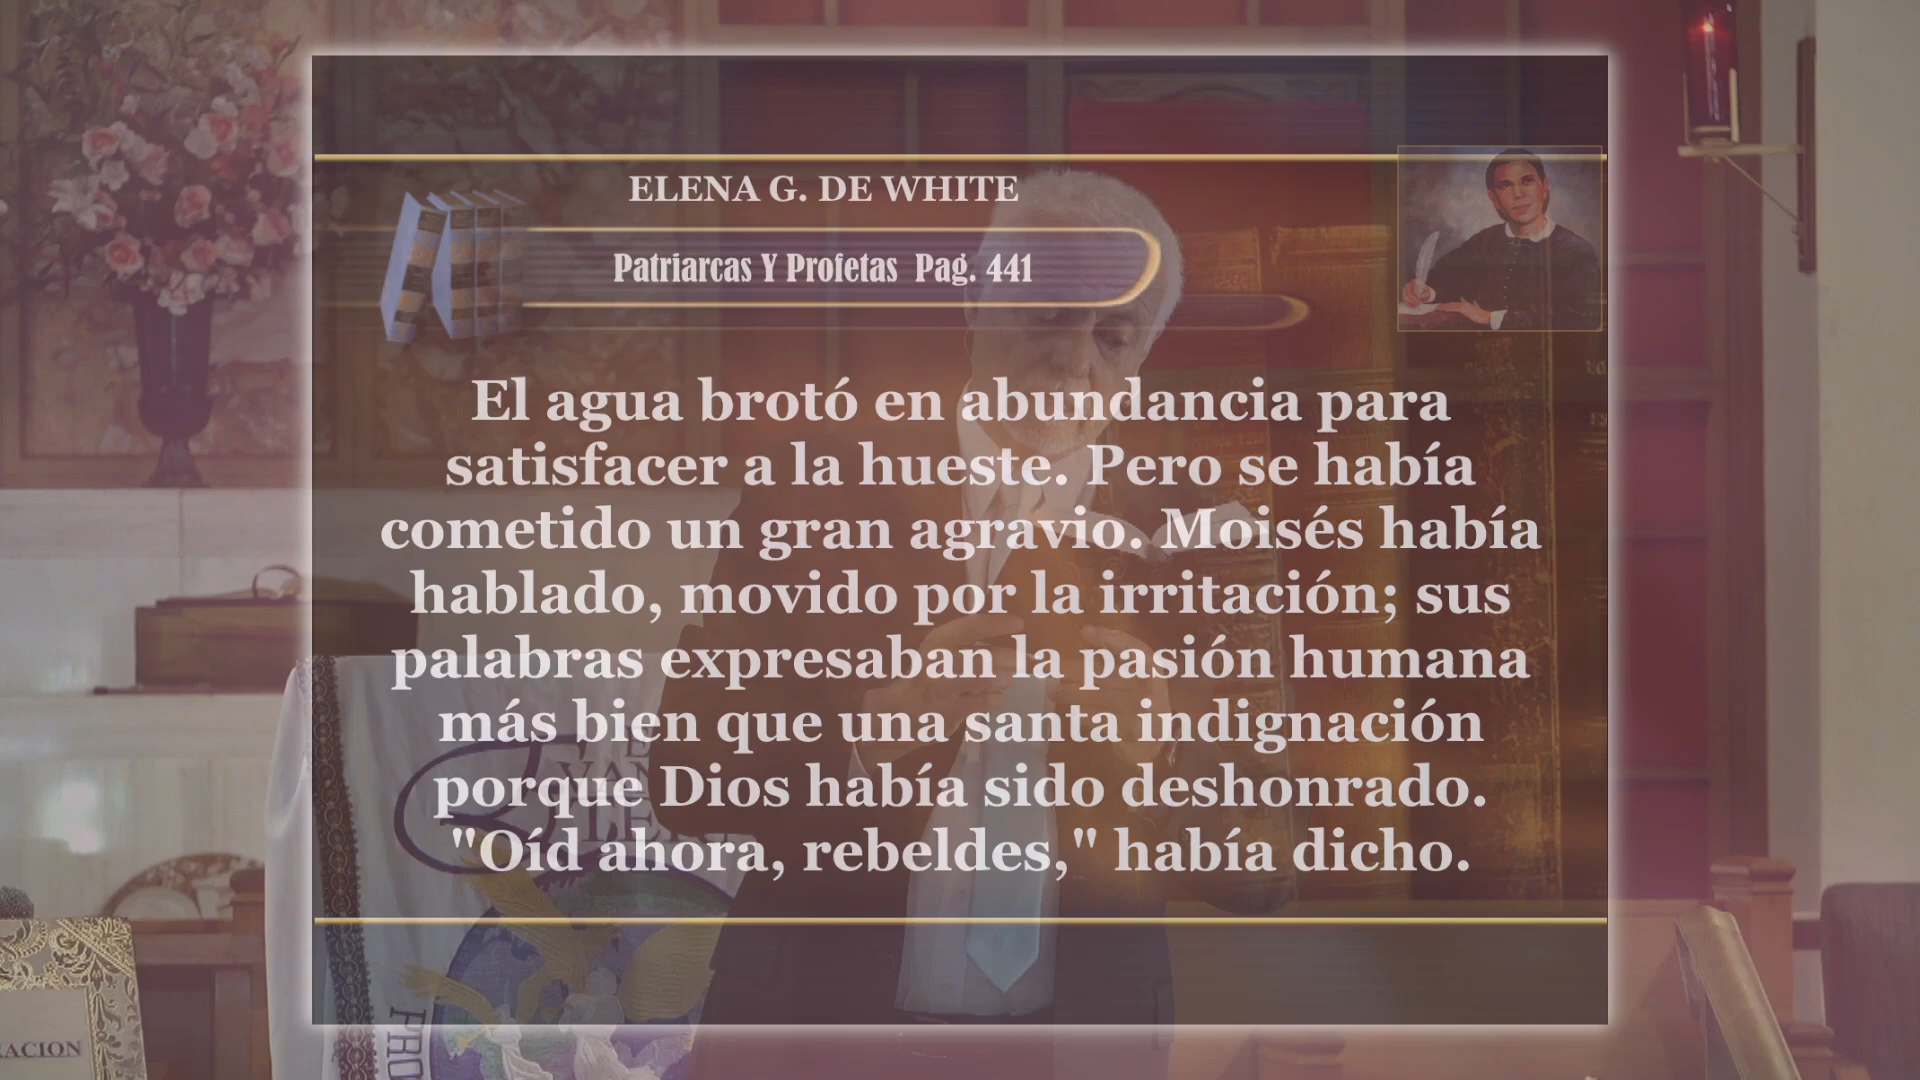 ELENA G. DE WHITE
Patriarcas Y Profetas Pag. 441
El agua brotó en abundancia para
satisfacer a la hueste. Pero se había
cometido un gran agravio. Moisés había
hablado, movido por la irritación; sus
palabras expresaban la pasión humana
más bien que una santa indignación
porque Dios había sido deshonrado.
"Oíd ahora, rebeldes," había dicho.